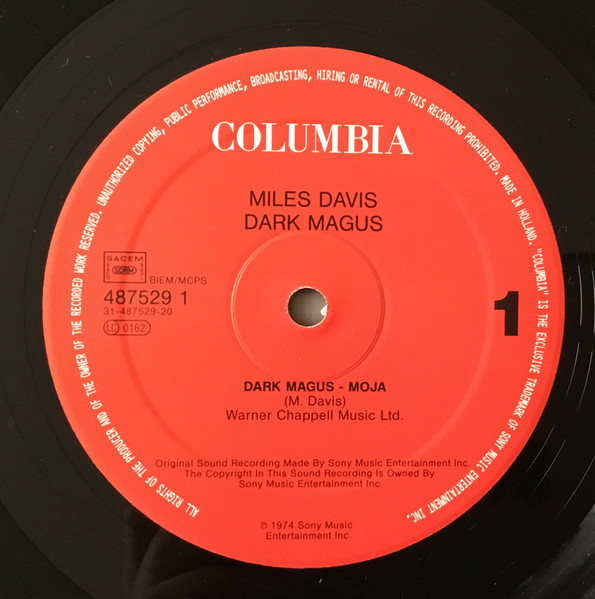 ALL RIGHTS OF THE PRODUCER AND OF THE OWNER OF THE RECORDED WORK RESERVED. UNAUTHORIZED COPYING, PUBLIC PERFORMANCE, BROADCASTING, HIRING OR RENTAL OF THIS RECORDING PROHIBITED. MADE IN HOLLAND. "COLUMBIA" IS THE EXCLUSIVE TRADEMARK OF SONY MUSIC ENTERTAINMENT INC.
COLUMBIA
MILES DAVIS
DARK MAGUS
SACEM
SDRM
BIEM/MCPS
487529 1
31-487529-20
LC 0162
1
DARK MAGUS - MOJA
(M. Davis)
Warner Chappell Music Ltd.
Original Sound Recording Made By Sony Music Entertainment Inc.
The Copyright In This Sound Recording Is Owned By
Sony Music Entertainment Inc.
℗ 1974 Sony Music
Entertainment Inc.